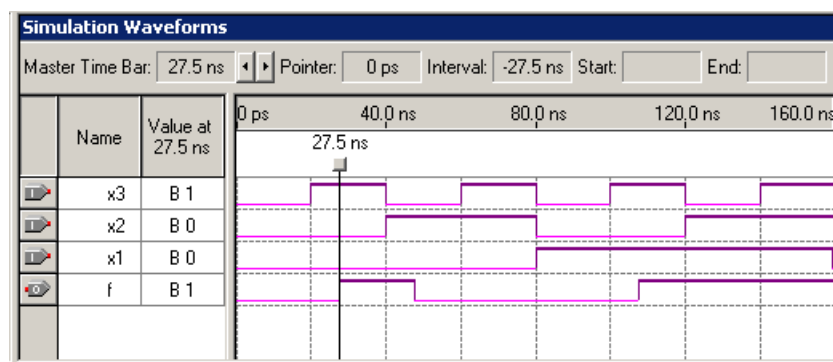 Simulation Waveforms
Master Time Bar: 27.5 ns Pointer: 0 ps Interval: -27.5 ns Start: End:
Name Value at 27.5 ns
0 ps 40.0 ns 80.0 ns 120.0 ns 160.0 ns
27.5 ns
x3 B 1
x2 B 0
x1 B 0
f B 1